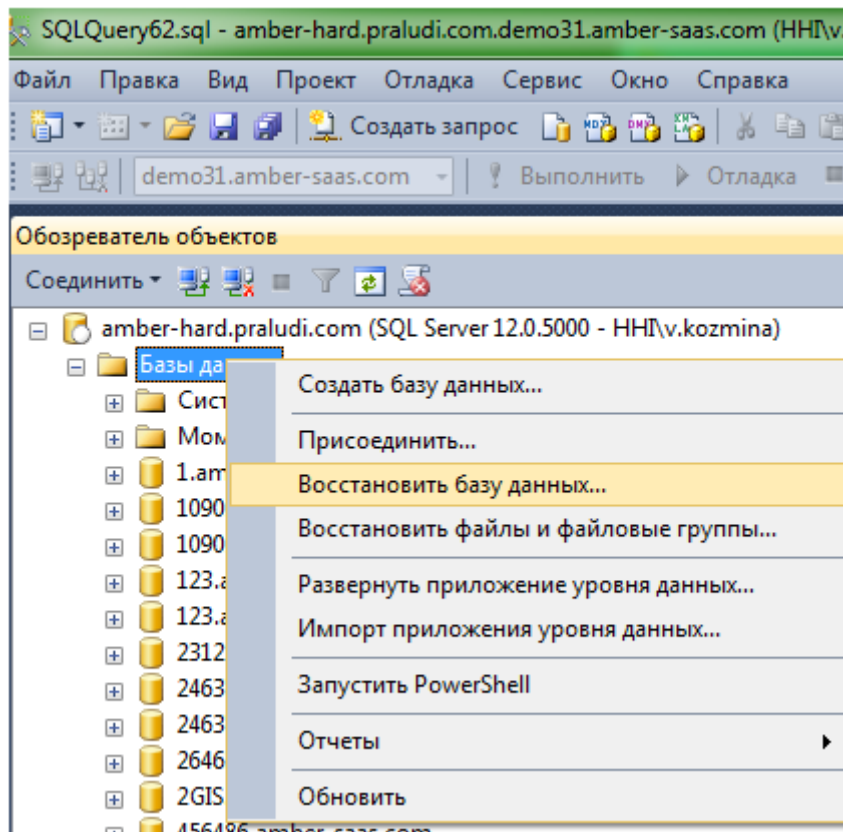 SQLQuery62.sql - amber-hard.praludi.com.demo31.amber-saas.com (HHI\v.
Файл Правка Вид Проект Отладка Сервис Окно Справка
Создать запрос
demo31.amber-saas.com Выполнить Отладка
Обозреватель объектов
Соединить
amber-hard.praludi.com (SQL Server 12.0.5000 - HHI\v.kozmina)
Базы да
Создать базу данных...
Сист
Мом
Присоединить...
1.am
Восстановить базу данных...
1090
Восстановить файлы и файловые группы...
1090
123.a
Развернуть приложение уровня данных...
123.a
Импорт приложения уровня данных...
2312
2463
Запустить PowerShell
2463
Отчеты
2646
2GIS
Обновить
456486.amber-saas.com